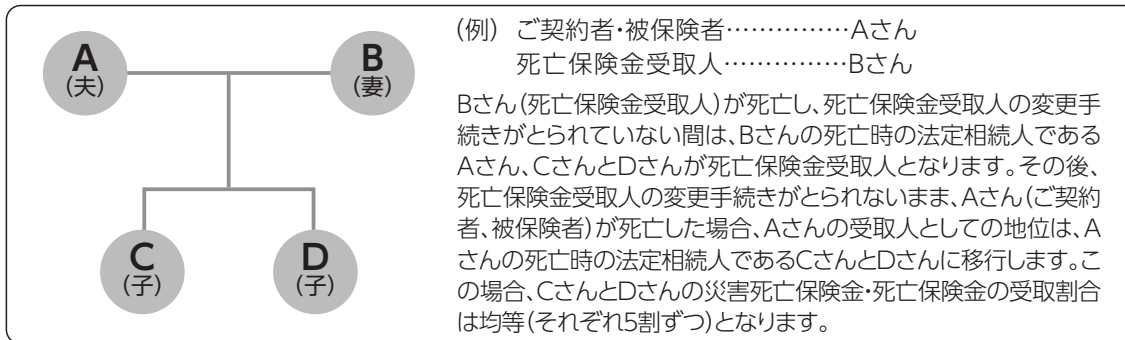 A
(夫)
B
(妻)
C
(子)
D
(子)
(例) ご契約者・被保険者……………Aさん
死亡保険金受取人……………Bさん
Bさん(死亡保険金受取人)が死亡し、死亡保険金受取人の変更手
続きがとられていない間は、Bさんの死亡時の法定相続人である
Aさん、CさんとDさんが死亡保険金受取人となります。その後、
死亡保険金受取人の変更手続きがとられないまま、Aさん(ご契約
者、被保険者)が死亡した場合、Aさんの受取人としての地位は、A
さんの死亡時の法定相続人であるCさんとDさんに移行します。こ
の場合、CさんとDさんの災害死亡保険金・死亡保険金の受取割合
は均等(それぞれ5割ずつ)となります。